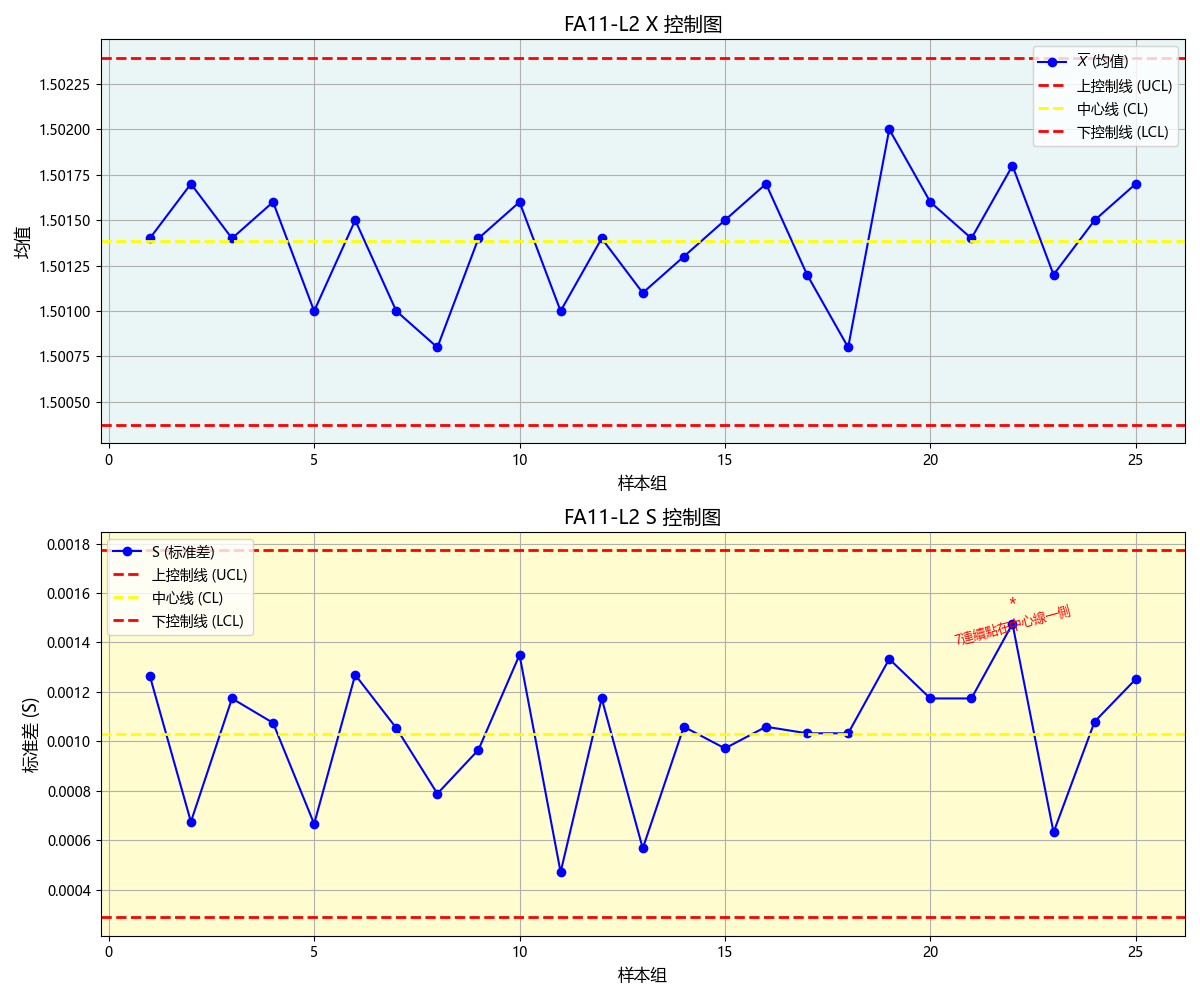 FA11-L2 X 控制图
均值
1.50225
1.50200
1.50175
1.50150
1.50125
1.50100
1.50075
1.50050
X (均值)
上控制线 (UCL)
中心线 (CL)
下控制线 (LCL)
0 5 10 15 20 25
样本组
FA11-L2 S 控制图
标准差 (S)
0.0018
0.0016
0.0014
0.0012
0.0010
0.0008
0.0006
0.0004
S (标准差)
上控制线 (UCL)
中心线 (CL)
下控制线 (LCL)
*
7連續點在中心線一側
0 5 10 15 20 25
样本组